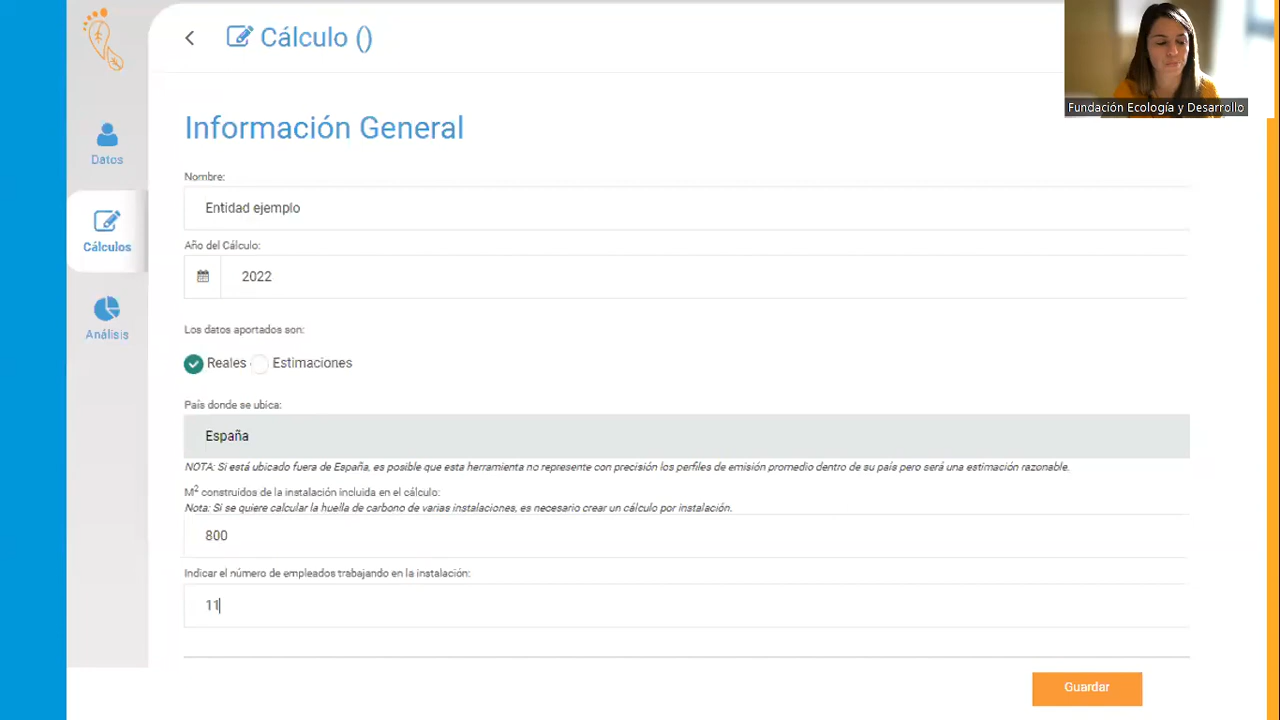 Cálculo ()
Fundación Ecología y Desarrollo
Información General
Datos
Nombre:
Entidad ejemplo
Cálculos
Año del Cálculo:
2022
Análisis
Los datos aportados son:
Reales Estimaciones
País donde se ubica:
España
NOTA: Si está ubicado fuera de España, es posible que esta herramienta no represente con precisión los perfiles de emisión promedio dentro de su país pero será una estimación razonable.
M² construidos de la instalación incluida en el cálculo:
Nota: Si se quiere calcular la huella de carbono de varias instalaciones, es necesario crear un cálculo por instalación.
800
Indicar el número de empleados trabajando en la instalación:
11
Guardar